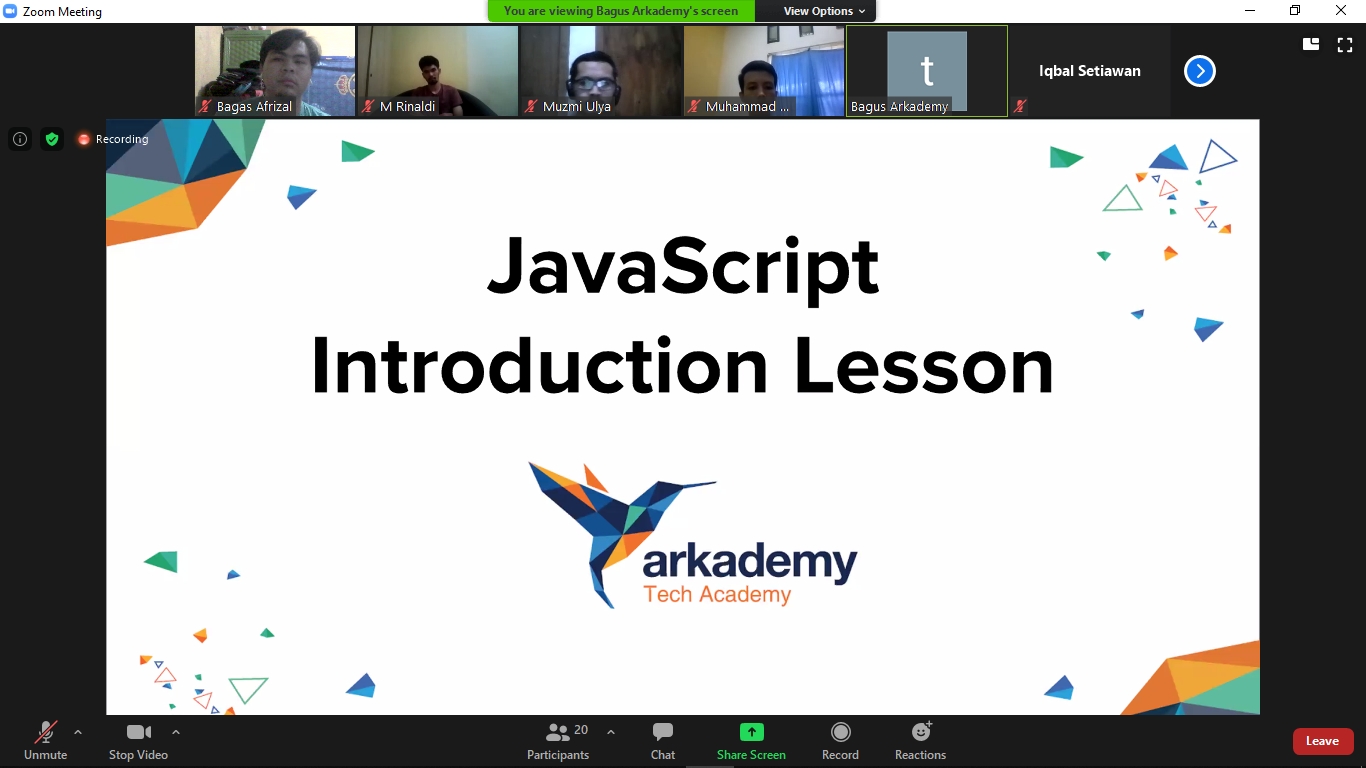 Zoom Meeting
You are viewing Bagus Arkademy's screen
View Options
Bagas Afrizal
M Rinaldi
Muzmi Ulya
Muhammad ...
t
Bagus Arkademy
Iqbal Setiawan
Recording
JavaScript
Introduction Lesson
arkademy
Tech Academy
Unmute
Stop Video
20
Participants
Chat
Share Screen
Record
Reactions
Leave